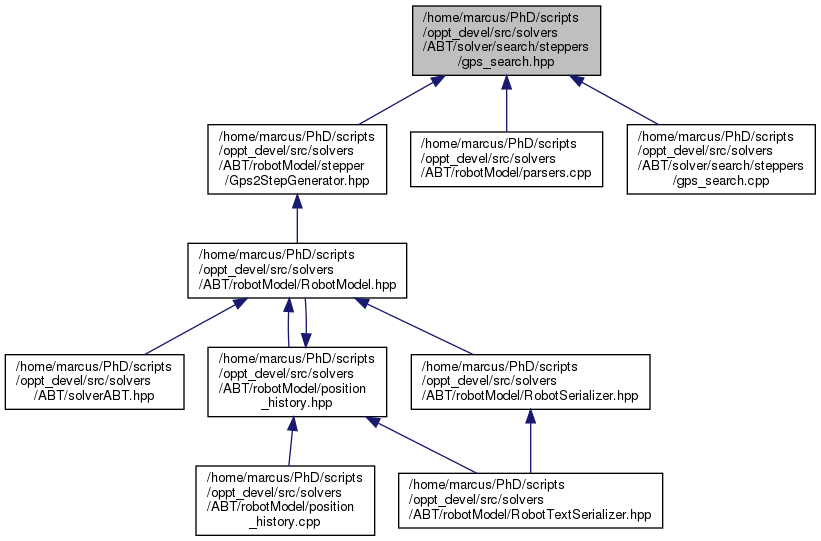 /home/marcus/PhD/scripts
/oppt_devel/src/solvers
/ABT/solver/search/steppers
/gps_search.hpp
/home/marcus/PhD/scripts
/oppt_devel/src/solvers
/ABT/robotModel/stepper
/Gps2StepGenerator.hpp
/home/marcus/PhD/scripts
/oppt_devel/src/solvers
/ABT/robotModel/parsers.cpp
/home/marcus/PhD/scripts
/oppt_devel/src/solvers
/ABT/solver/search/steppers
/gps_search.cpp
/home/marcus/PhD/scripts
/oppt_devel/src/solvers
/ABT/robotModel/RobotModel.hpp
/home/marcus/PhD/scripts
/oppt_devel/src/solvers
/ABT/solverABT.hpp
/home/marcus/PhD/scripts
/oppt_devel/src/solvers
/ABT/robotModel/position
_history.hpp
/home/marcus/PhD/scripts
/oppt_devel/src/solvers
/ABT/robotModel/RobotSerializer.hpp
/home/marcus/PhD/scripts
/oppt_devel/src/solvers
/ABT/robotModel/position
_history.cpp
/home/marcus/PhD/scripts
/oppt_devel/src/solvers
/ABT/robotModel/RobotTextSerializer.hpp